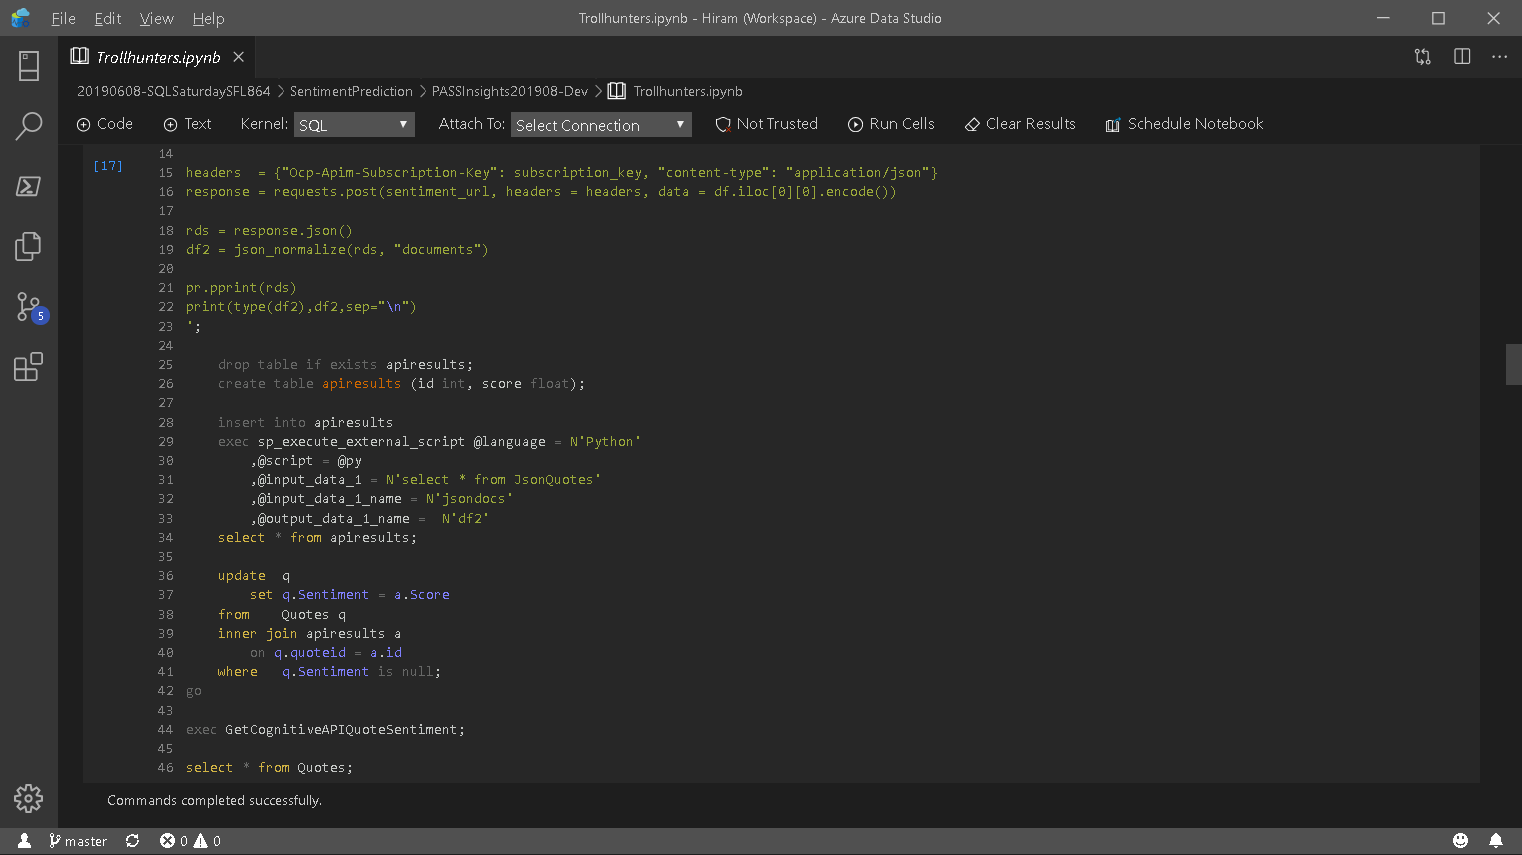 File Edit View Help Trollhunters.ipynb - Hiram (Workspace) - Azure Data Studio
Trollhunters.ipynb
20190608-SQLSaturdaySFL864 SentimentPrediction PASSInsights201908-Dev Trollhunters.ipynb
Code Text Kernel: SQL Attach To: Select Connection Not Trusted Run Cells Clear Results Schedule Notebook
14
[17]
15 headers  = {"Ocp-Apim-Subscription-Key": subscription_key, "content-type": "application/json"}
16 response = requests.post(sentiment_url, headers = headers, data = df.iloc[0][0].encode())
17
18 rds = response.json()
19 df2 = json_normalize(rds, "documents")
20
21 pr.pprint(rds)
22 print(type(df2),df2,sep="\n")
23 ';
24
25     drop table if exists apiresults;
26     create table apiresults (id int, score float);
27
28     insert into apiresults
29     exec sp_execute_external_script @language = N'Python'
30         ,@script = @py
31         ,@input_data_1 = N'select * from JsonQuotes'
32         ,@input_data_1_name = N'jsondocs'
33         ,@output_data_1_name =  N'df2'
34     select * from apiresults;
35
36     update  q
37         set q.Sentiment = a.Score
38     from    Quotes q
39     inner join apiresults a
40         on q.quoteid = a.id
41     where   q.Sentiment is null;
42 go
43
44 exec GetCognitiveAPIQuoteSentiment;
45
46 select * from Quotes;
Commands completed successfully.
5
master 0 0